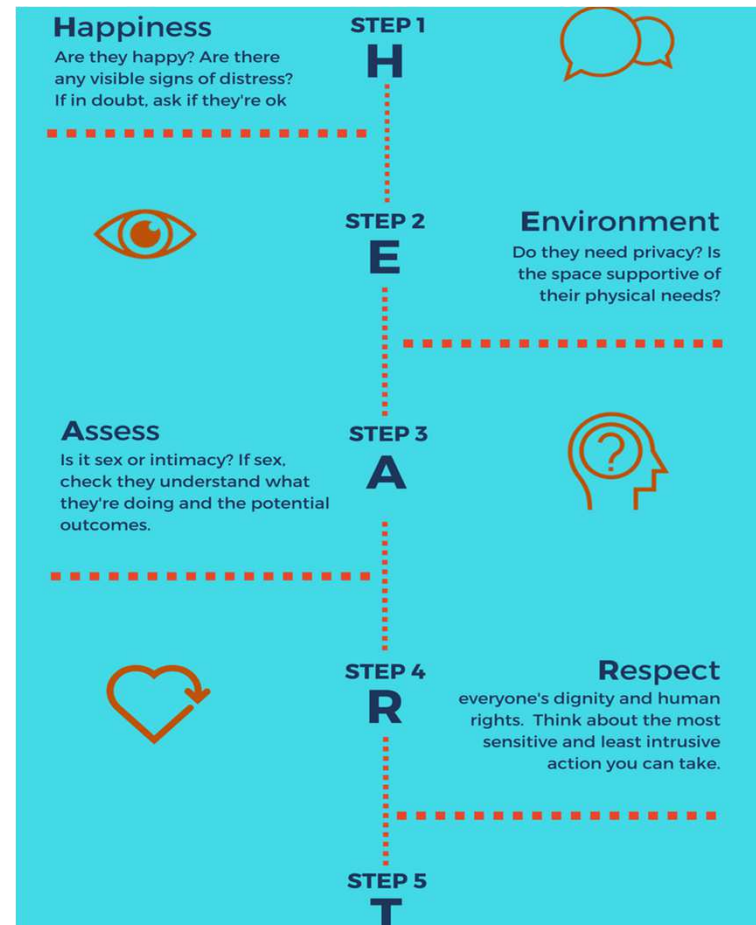 Happiness
Are they happy? Are there
any visible signs of distress?
If in doubt, ask if they're ok
STEP 1
H
STEP 2
E
Environment
Do they need privacy? Is
the space supportive of
their physical needs?
Assess
Is it sex or intimacy? If sex,
check they understand what
they're doing and the potential
outcomes.
STEP 3
A
?
STEP 4
R
Respect
everyone's dignity and human
rights. Think about the most
sensitive and least intrusive
action you can take.
STEP 5
T